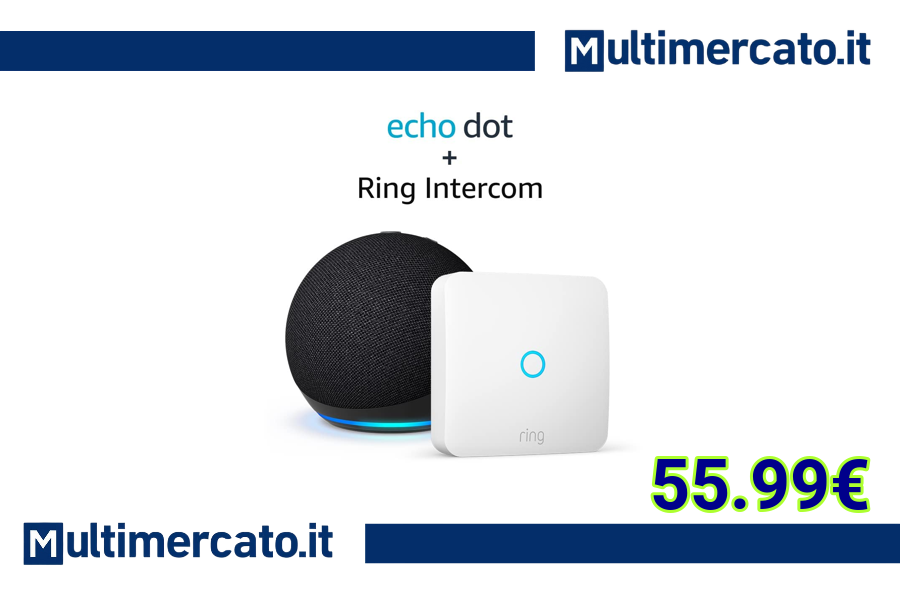 Multimercato.it
echo dot
+
Ring Intercom
ring
55.99€
Multimercato.it